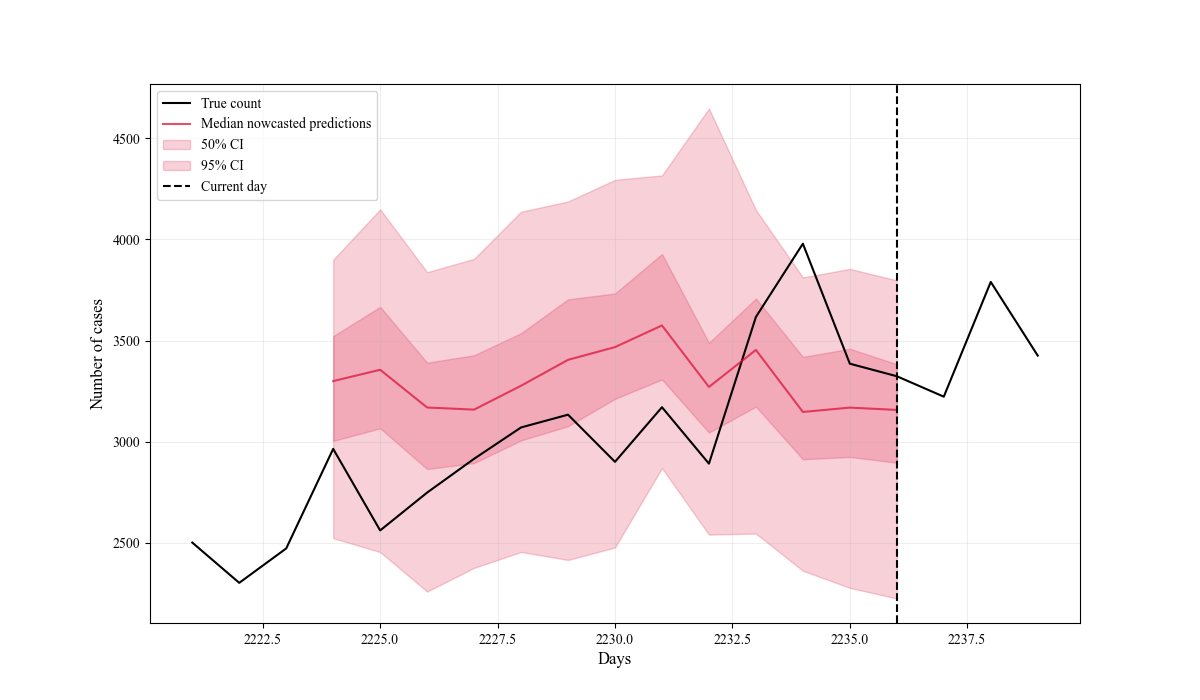 True count
Median nowcasted predictions
50% CI
95% CI
Current day
4500
4000
3500
3000
2500
Number of cases
2222.5 2225.0 2227.5 2230.0 2232.5 2235.0 2237.5
Days